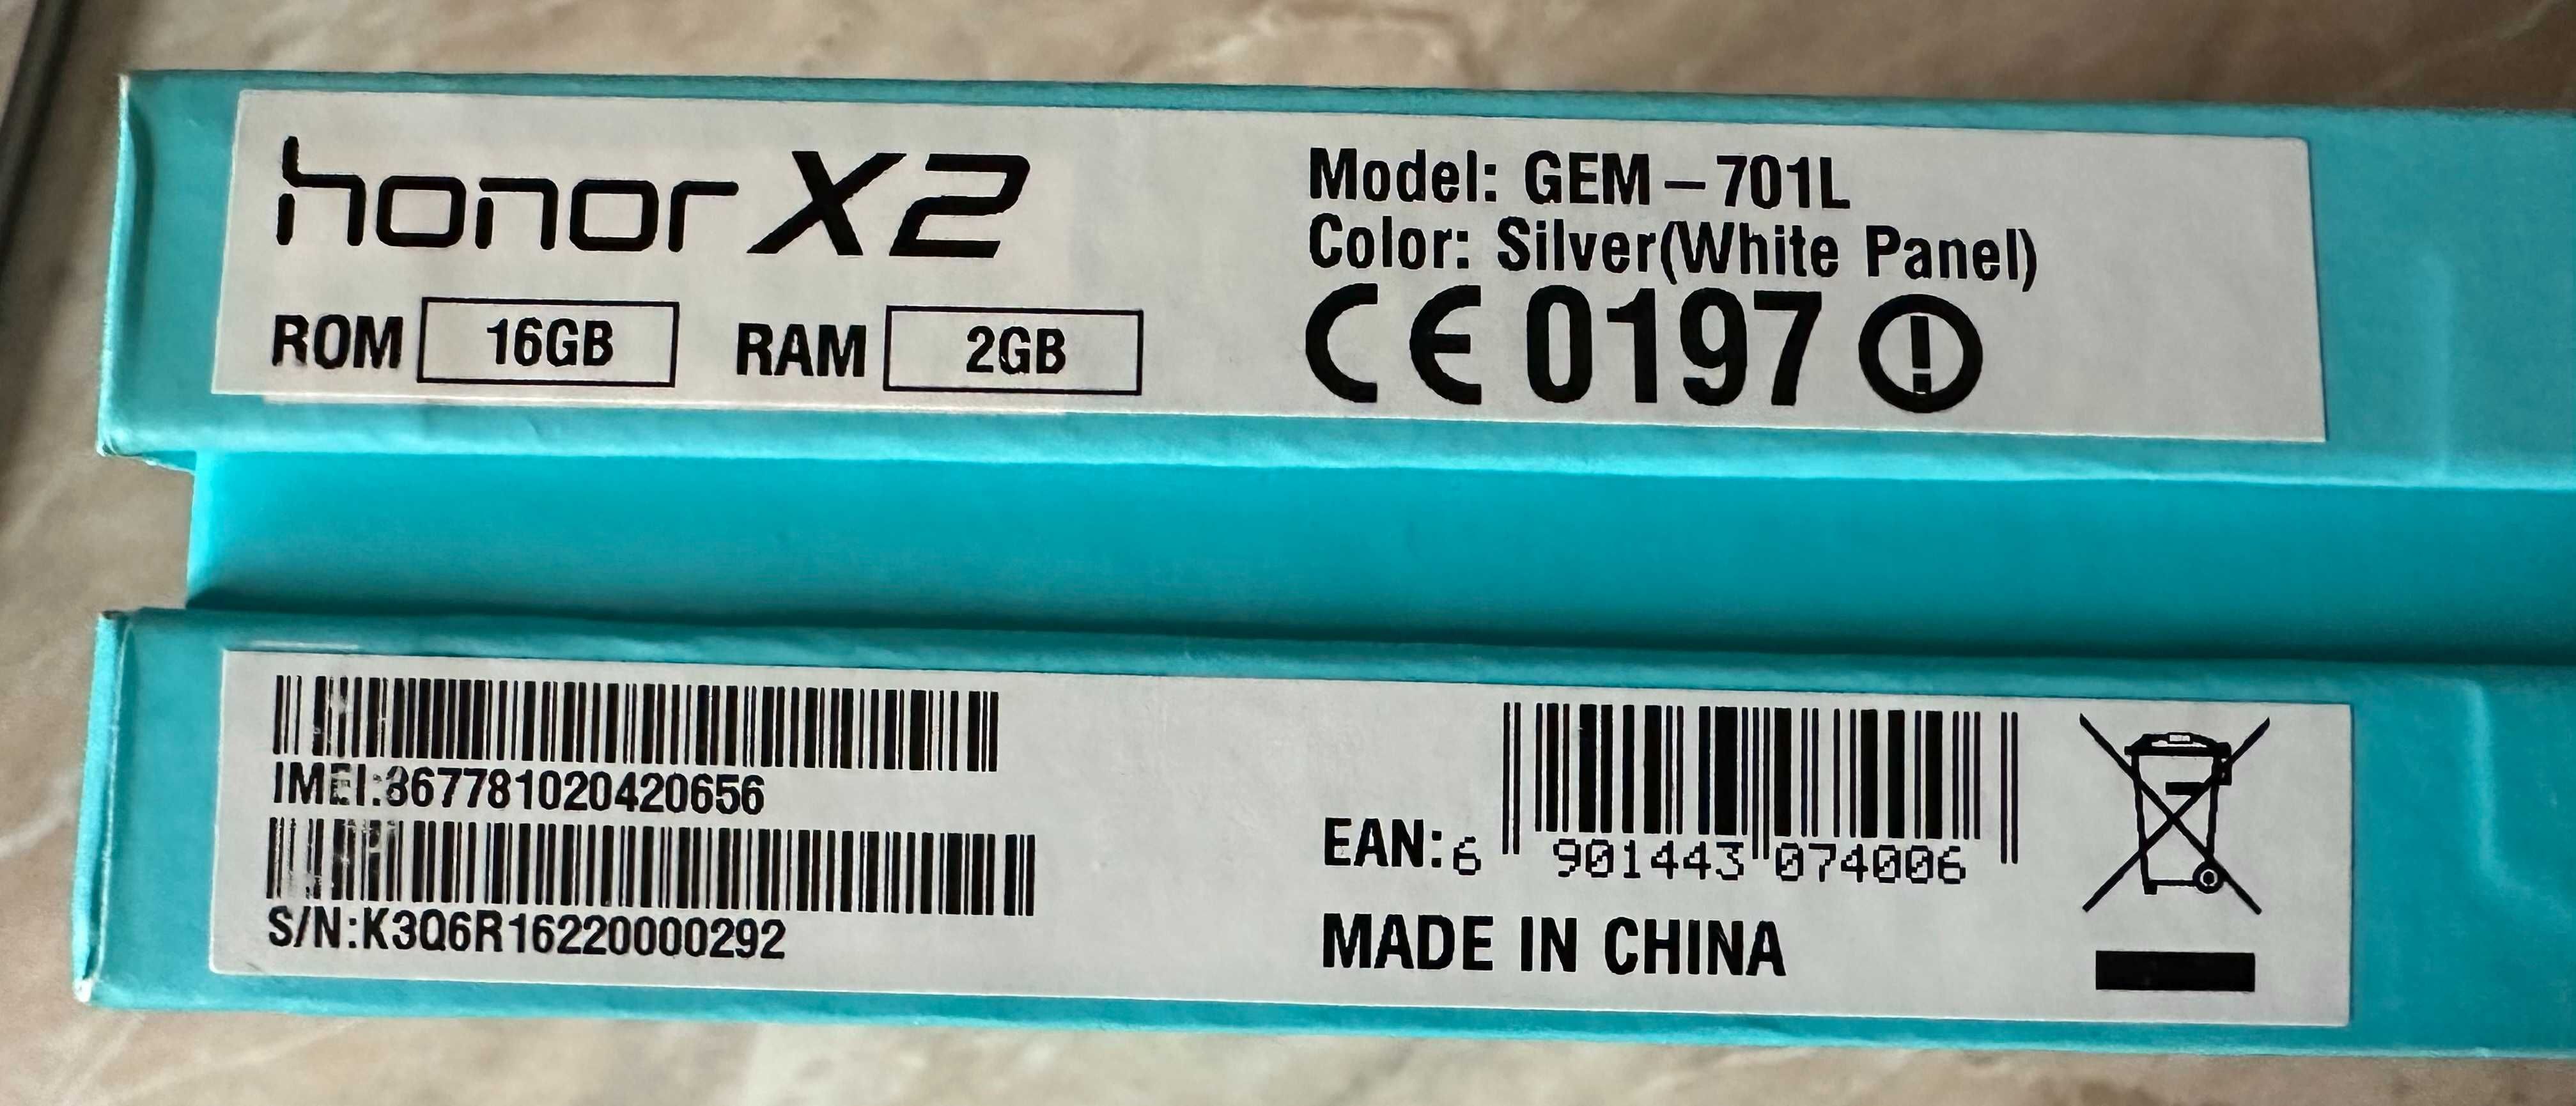 honor X2
ROM 16GB RAM 2GB
Model: GEM-701L
Color: Silver(White Panel)
CE 0197
IMEI:867781020420656
S/N:K3Q6R16220000292
EAN: 6 901443 074006
MADE IN CHINA